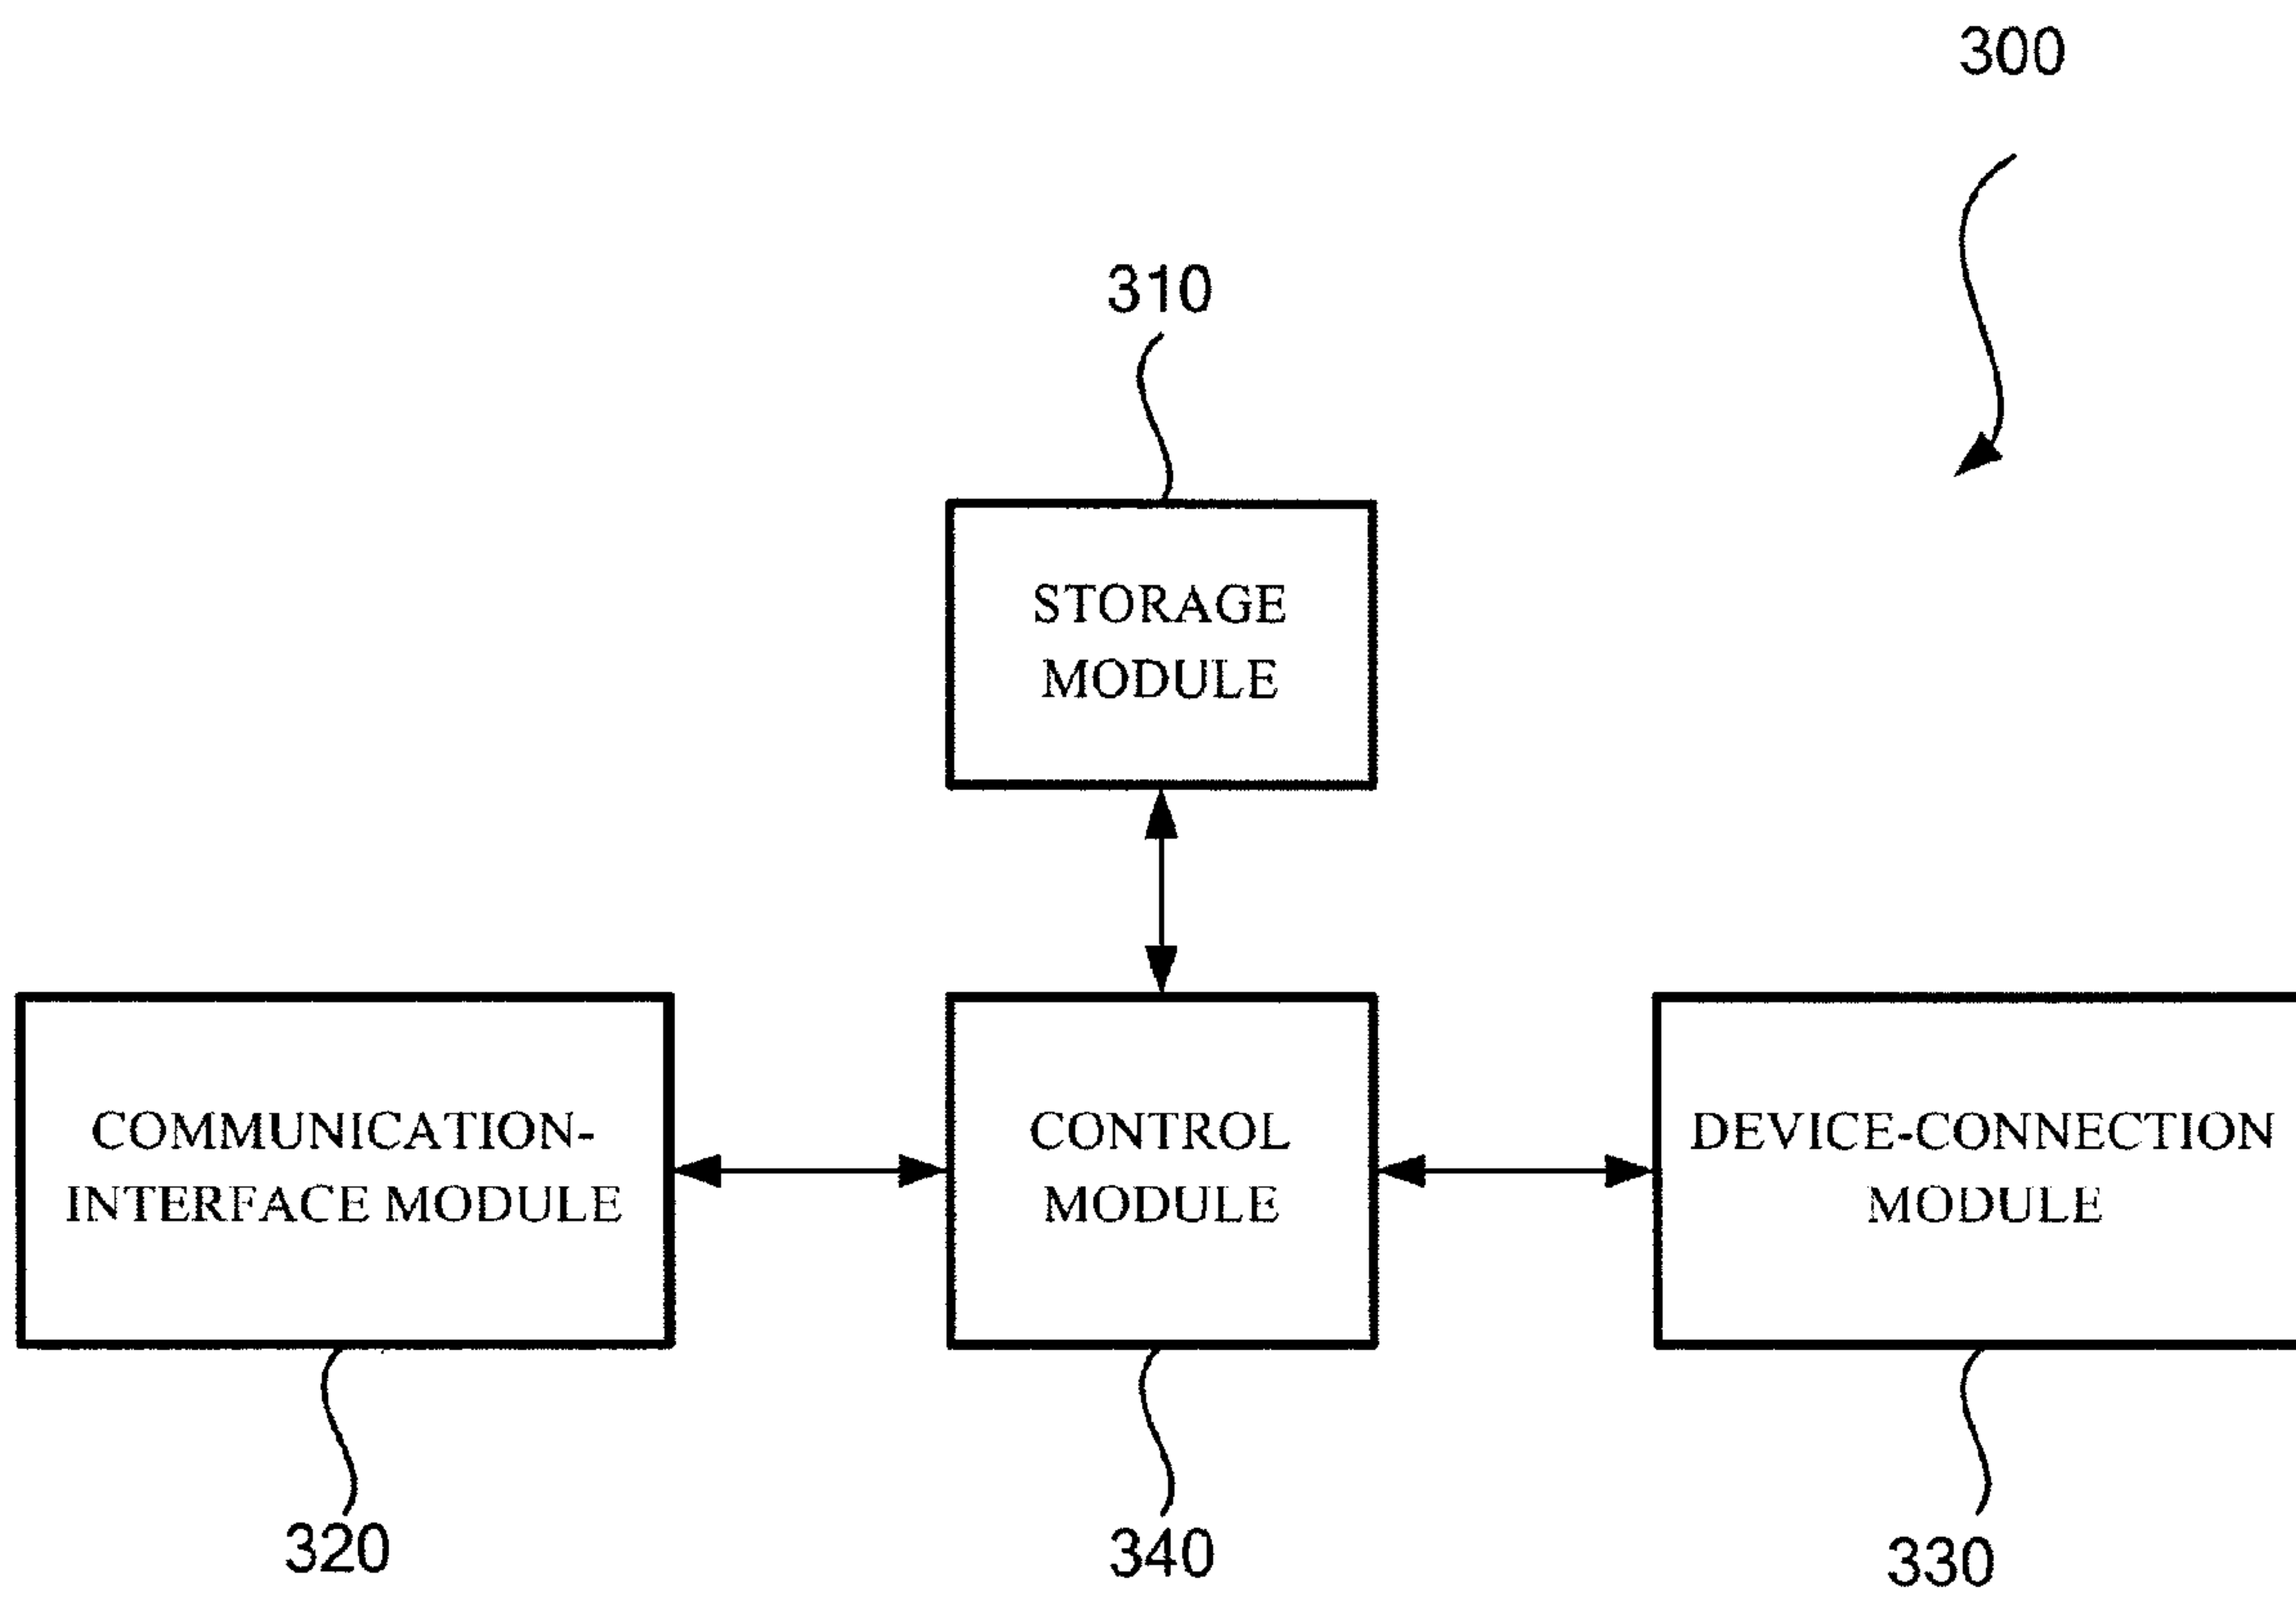 300
310
STORAGE
MODULE
COMMUNICATION-
INTERFACE MODULE
CONTROL
MODULE
DEVICE-CONNECTION
MODULE
320
340
330